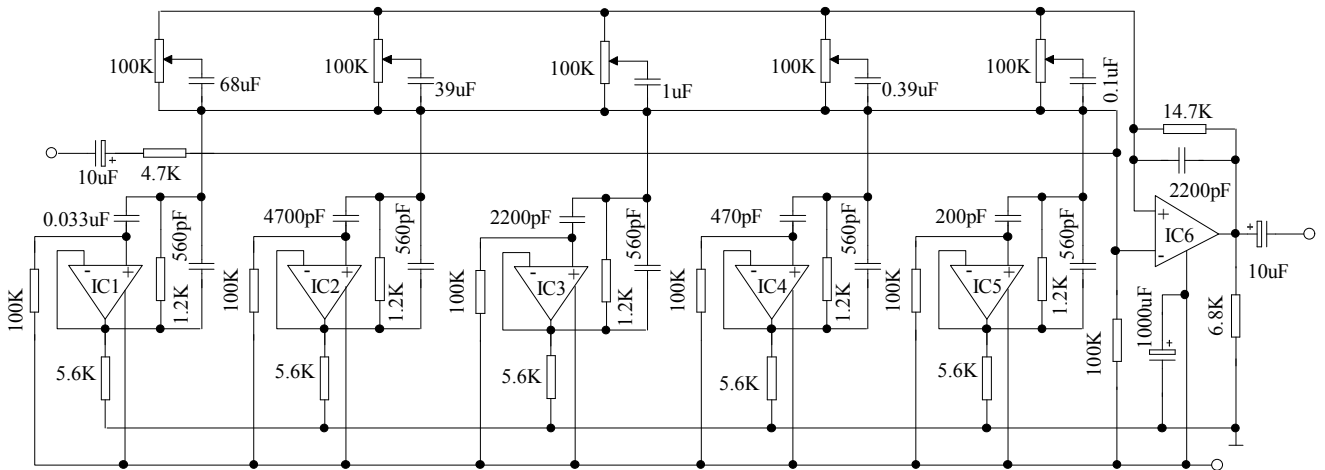 100K 68uF 100K 39uF 100K 1uF 100K 0.39uF 100K 0.1uF
14.7K
10uF + 4.7K
2200pF
0.033uF 560pF 4700pF 560pF 2200pF 560pF 470pF 560pF 200pF 560pF
- + IC1 - + IC2 - + IC3 - + IC4 - + IC5 + IC6 - +
10uF
100K 1.2K 100K 1.2K 100K 1.2K 100K 1.2K 100K 1.2K 100K 1000uF + 6.8K
5.6K 5.6K 5.6K 5.6K 5.6K